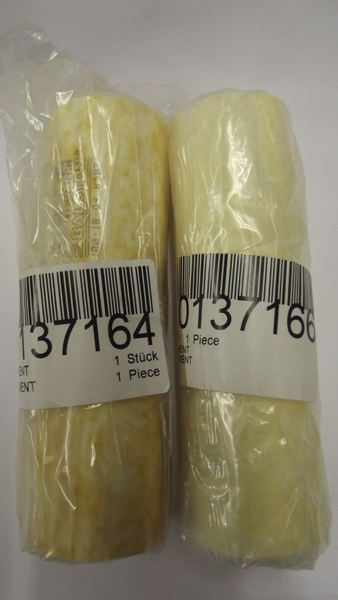 137164
ENT
MENT
1 Stück
1 Piece
0137166
1 Piece
ENT
MENT